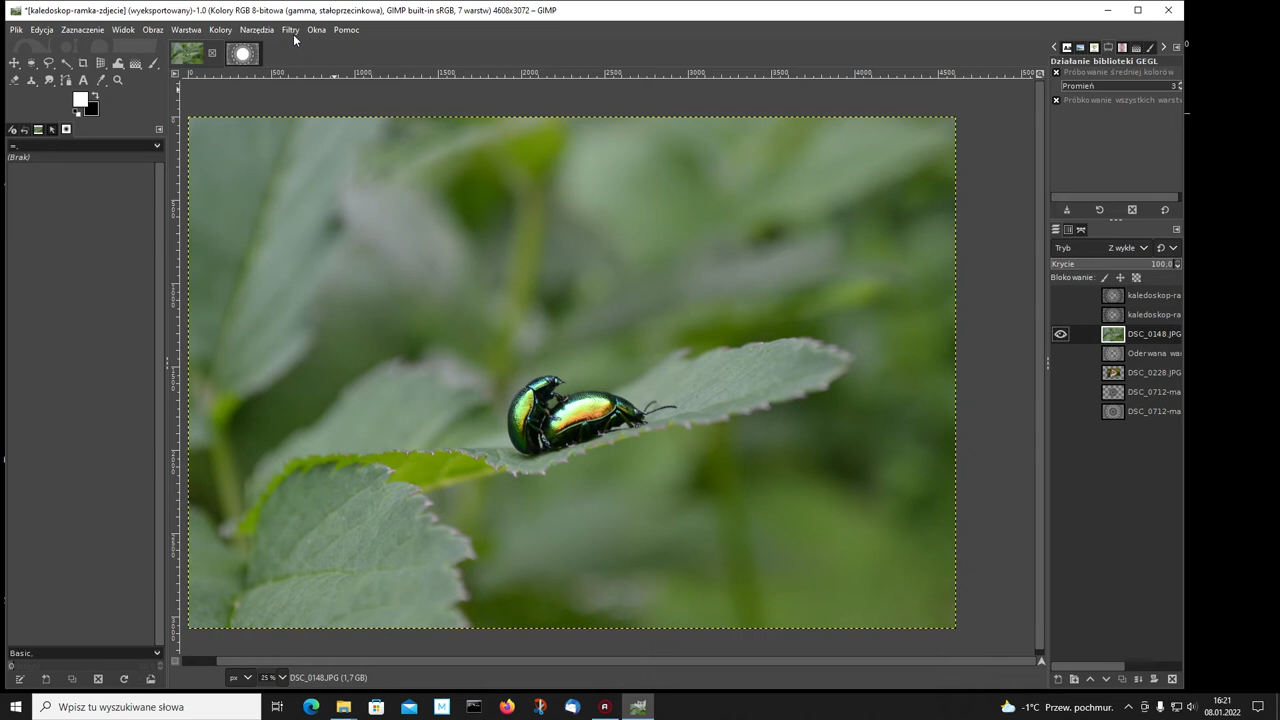 *[kaledoskop-ramka-zdjecie] (wyeksportowany)-1.0 (Kolory RGB 8-bitowa (gamma, stałoprzecinkowa), GIMP built-in sRGB, 7 warstw) 4608x3072 – GIMP
Plik Edycja Zaznaczenie Widok Obraz Warstwa Kolory Narzędzia Filtry Okna Pomoc
Działanie biblioteki GEGL
Próbowanie średniej kolorów
Promień 3
Próbkowanie wszystkich warstw
0 500 1000 1500 2000 2500 3000 3500 4000 4500
(Brak)
Tryb Z wykłe
Krycie 100,0
Blokowanie:
kaledoskop-ra
kaledoskop-ra
DSC_0148.JPG
Oderwana wa
DSC_0228.JPG
DSC_0712-ma
DSC_0712-ma
Basic,
px 25 % DSC_0148.JPG (1,7 GB)
Wpisz tu wyszukiwane słowo
-1°C Przew. pochmur.
16:21
08.01.2022